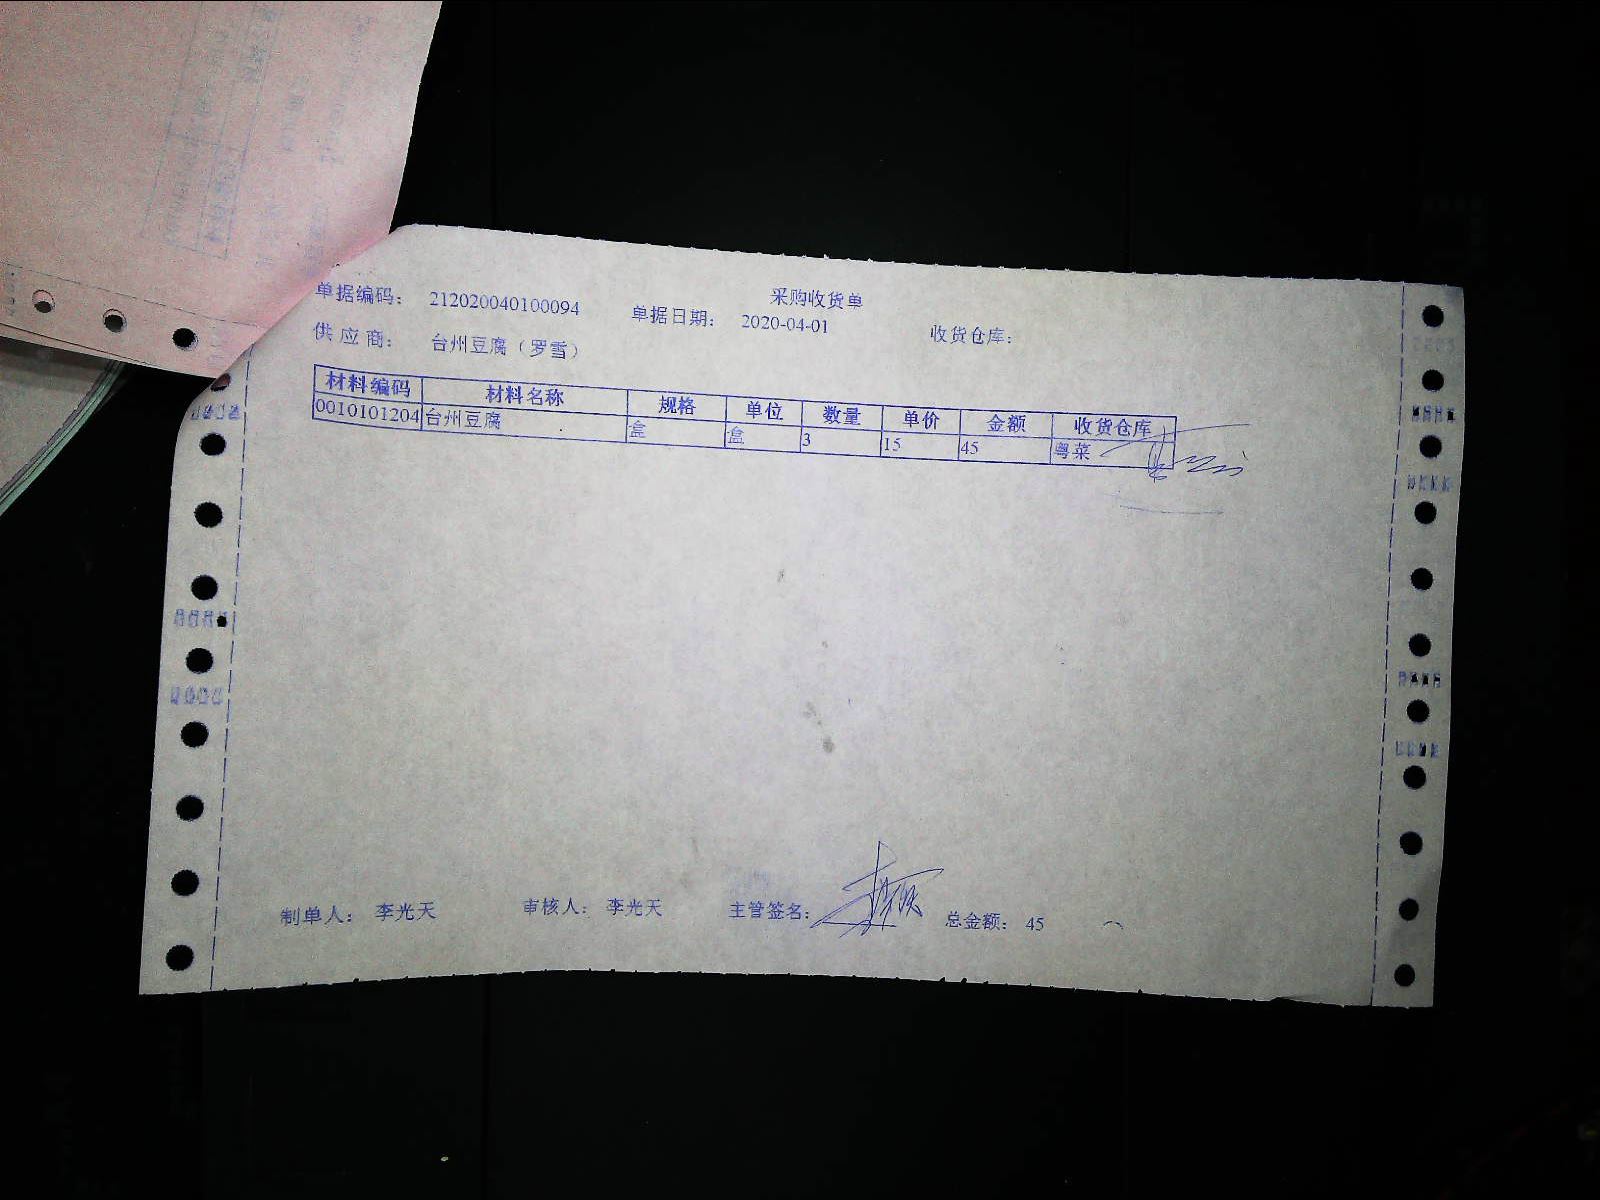 采购收货单
单据编码： 212020040100094 单据日期： 2020-04-01 收货仓库：
供应商： 台州豆腐（罗雪）
材料编码 材料名称 规格 单位 数量 单价 金额 收货仓库
0010101204 台州豆腐 盒 盒 3 15 45 粤菜
制单人： 李光天 审核人： 李光天 主管签名： 总金额： 45